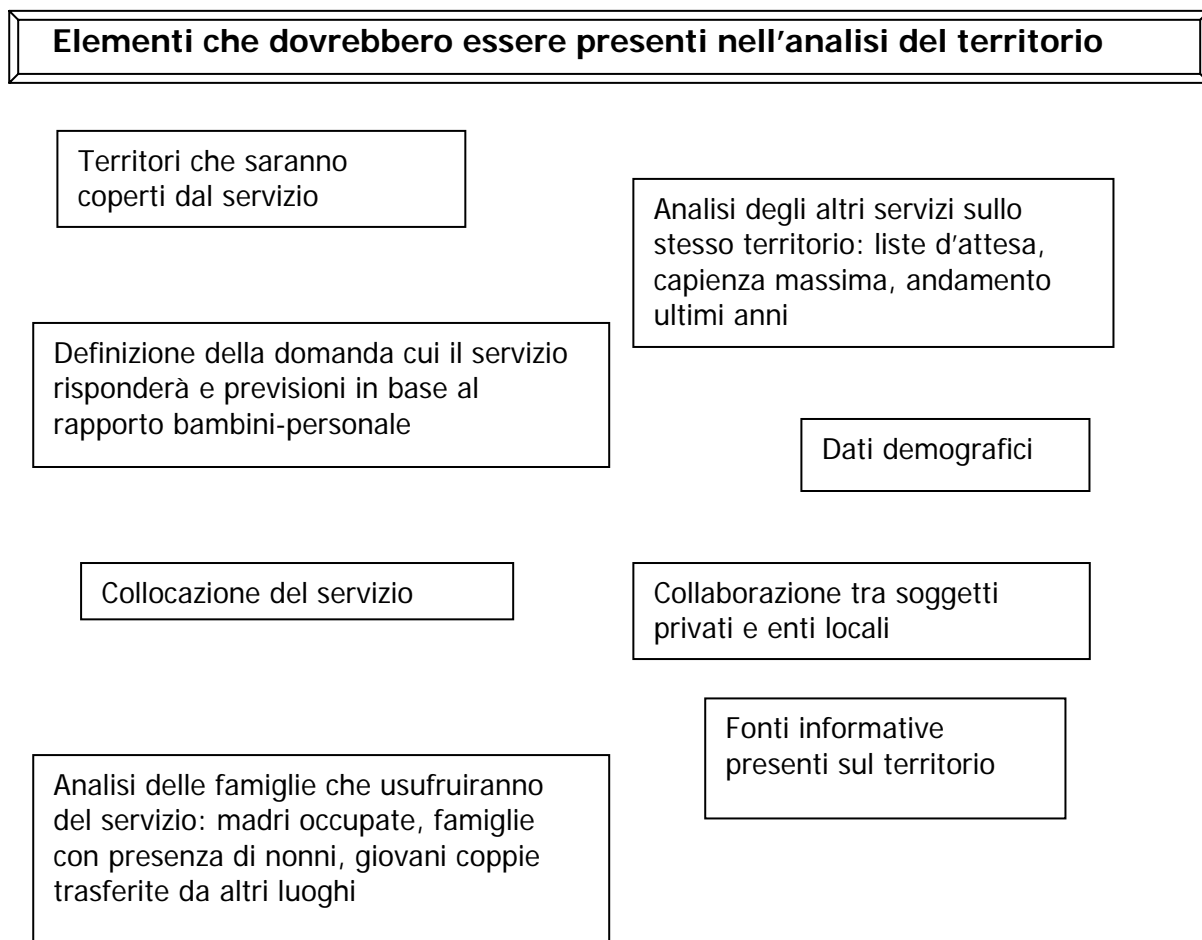 Elementi che dovrebbero essere presenti nell'analisi del territorio
Territori che saranno
coperti dal servizio
Analisi degli altri servizi sullo
stesso territorio: liste d'attesa,
capienza massima, andamento
ultimi anni
Definizione della domanda cui il servizio
risponderà e previsioni in base al
rapporto bambini-personale
Dati demografici
Collocazione del servizio
Collaborazione tra soggetti
privati e enti locali
Fonti informative
presenti sul territorio
Analisi delle famiglie che usufruiranno
del servizio: madri occupate, famiglie
con presenza di nonni, giovani coppie
trasferite da altri luoghi